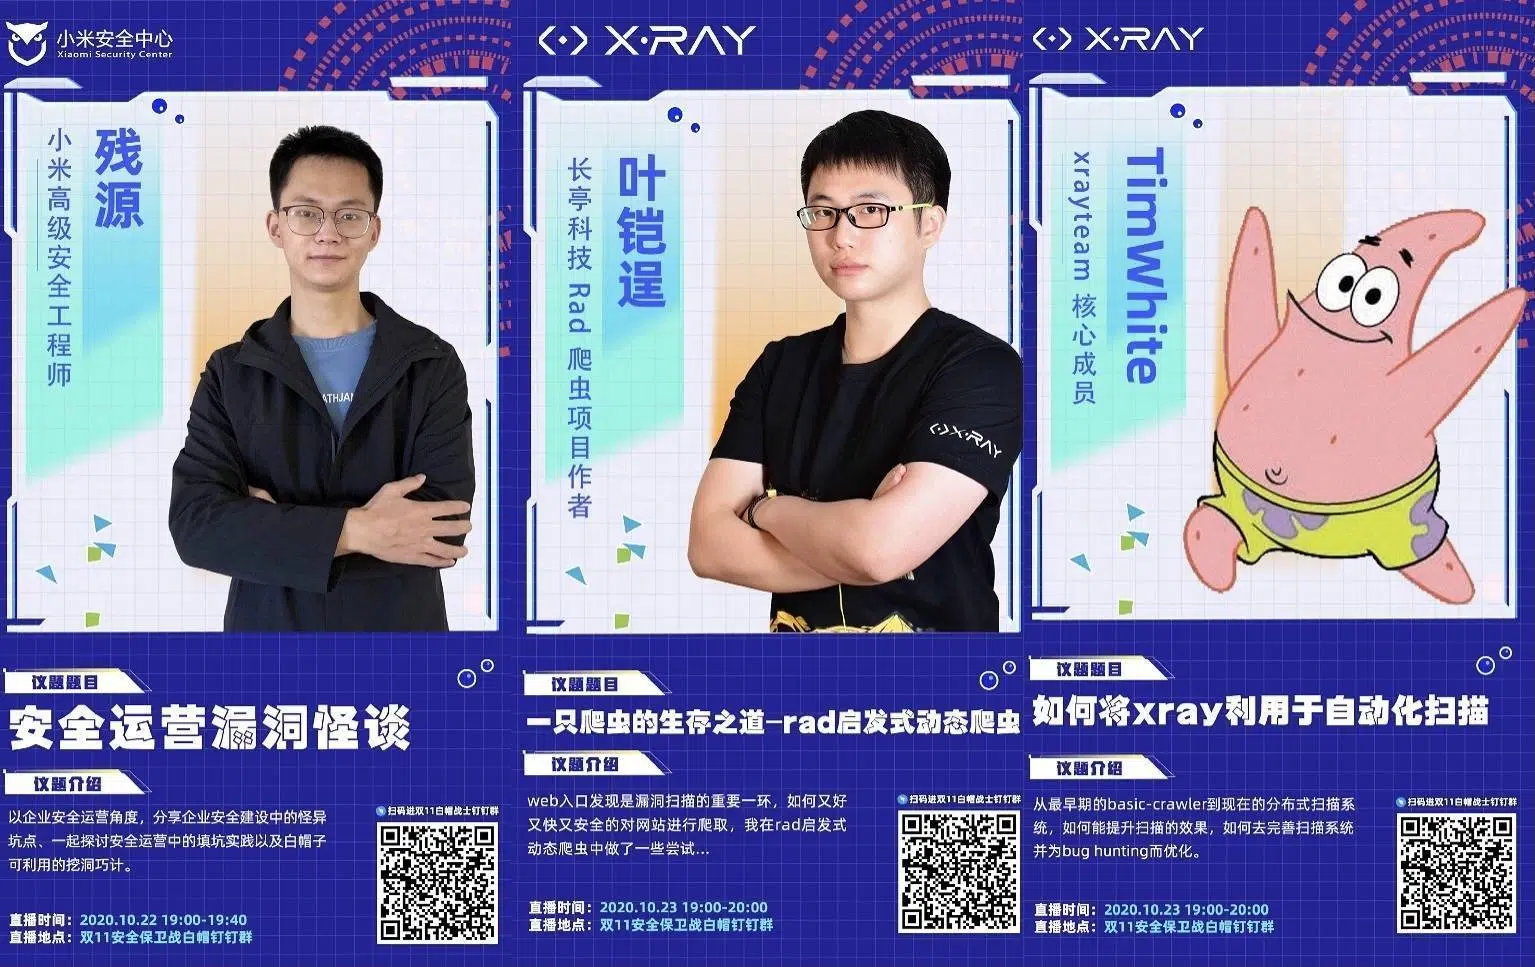 小米安全中心
Xiaomi Security Center
残源
小米高级安全工程师
议题题目
安全运营漏洞怪谈
议题介绍
以企业安全运营角度，分享企业安全建设中的怪异
坑点、一起探讨安全运营中的填坑实践以及白帽子
可利用的挖洞巧计。
扫码进双11白帽战士钉钉群
直播时间：2020.10.22 19:00-19:40
直播地点：双11安全保卫战白帽钉钉群
X·RAY
叶铠逞
长亭科技 Rad 爬虫项目作者
X·RAY
议题题目
一只爬虫的生存之道—rad启发式动态爬虫
议题介绍
web入口发现是漏洞扫描的重要一环，如何又好
又快又安全的对网站进行爬取，我在rad启发式
动态爬虫中做了一些尝试...
扫码进双11白帽战士钉钉群
直播时间：2020.10.23 19:00-20:00
直播地点：双11安全保卫战白帽钉钉群
X·RAY
TimWhite
xrayteam 核心成员
议题题目
如何将xray利用于自动化扫描
议题介绍
从最早期的basic-crawler到现在的分布式扫描系
统，如何能提升扫描的效果，如何去完善扫描系统
并为bug hunting而优化。
扫码进双11白帽战士钉钉群
直播时间：2020.10.23 19:00-20:00
直播地点：双11安全保卫战白帽钉钉群